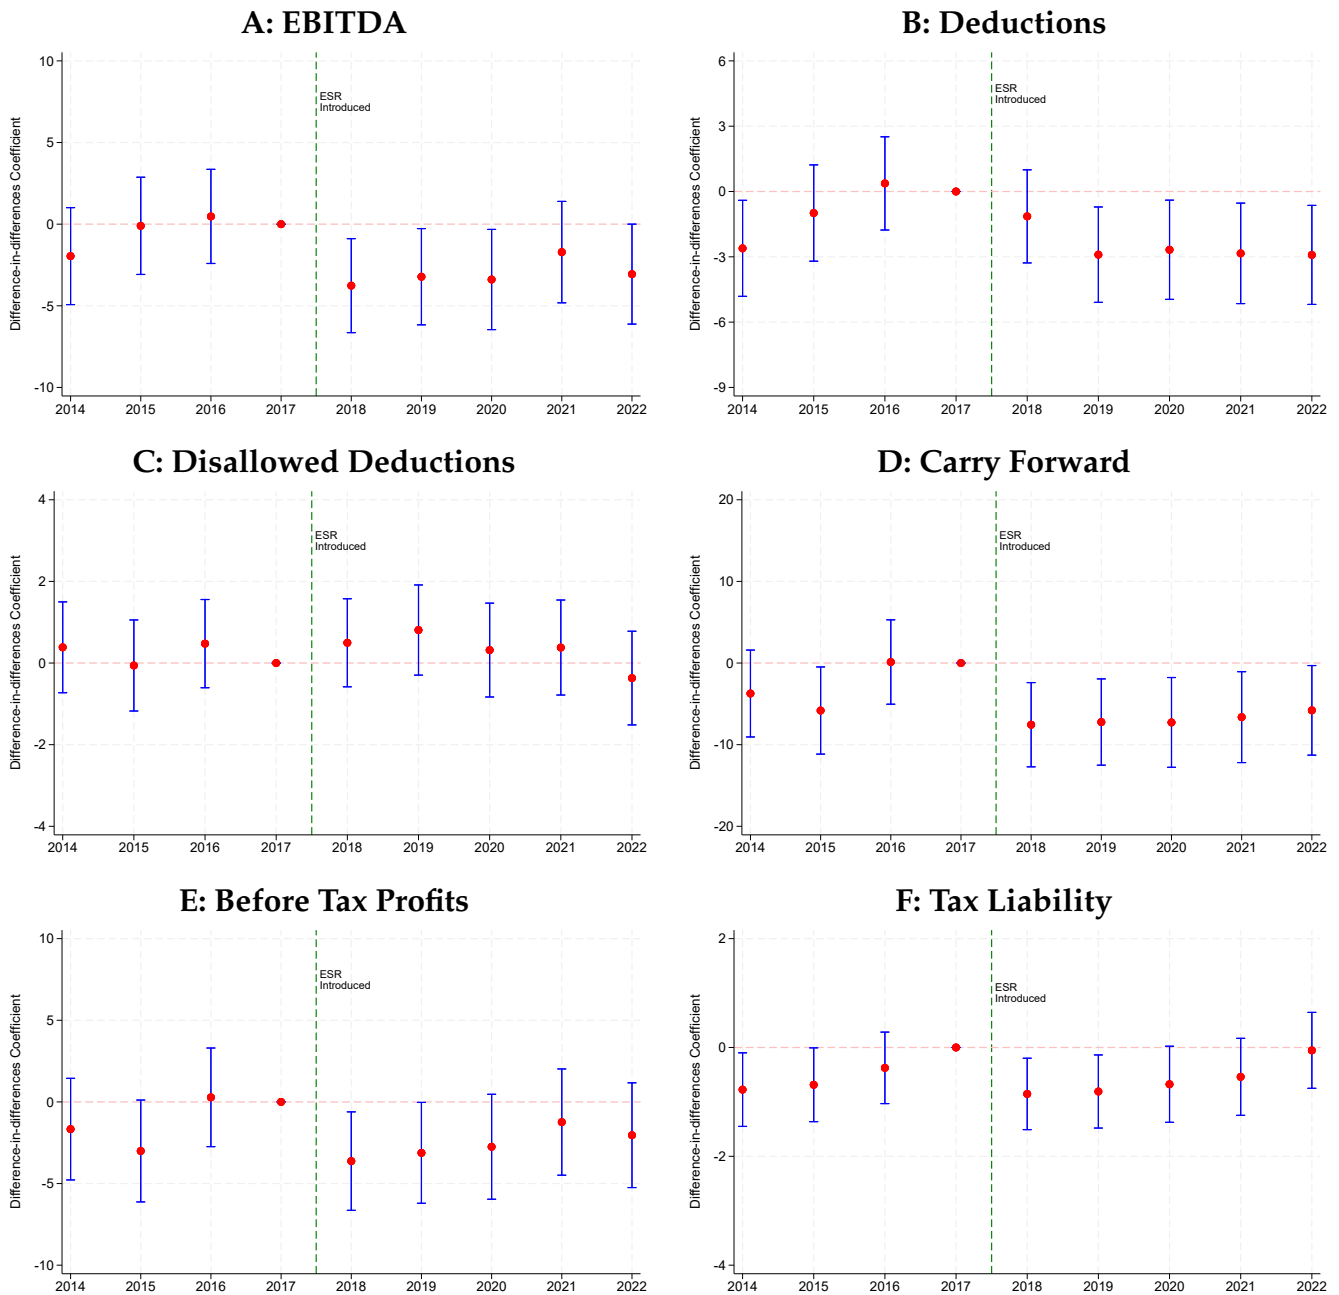 A: EBITDA
Difference-in-differences Coefficient
10
5
0
-5
-10
ESR
Introduced
2014 2015 2016 2017 2018 2019 2020 2021 2022
B: Deductions
Difference-in-differences Coefficient
6
3
0
-3
-6
-9
ESR
Introduced
2014 2015 2016 2017 2018 2019 2020 2021 2022
C: Disallowed Deductions
Difference-in-differences Coefficient
4
2
0
-2
-4
ESR
Introduced
2014 2015 2016 2017 2018 2019 2020 2021 2022
D: Carry Forward
Difference-in-differences Coefficient
20
10
0
-10
-20
ESR
Introduced
2014 2015 2016 2017 2018 2019 2020 2021 2022
E: Before Tax Profits
Difference-in-differences Coefficient
10
5
0
-5
-10
ESR
Introduced
2014 2015 2016 2017 2018 2019 2020 2021 2022
F: Tax Liability
Difference-in-differences Coefficient
2
0
-2
-4
ESR
Introduced
2014 2015 2016 2017 2018 2019 2020 2021 2022